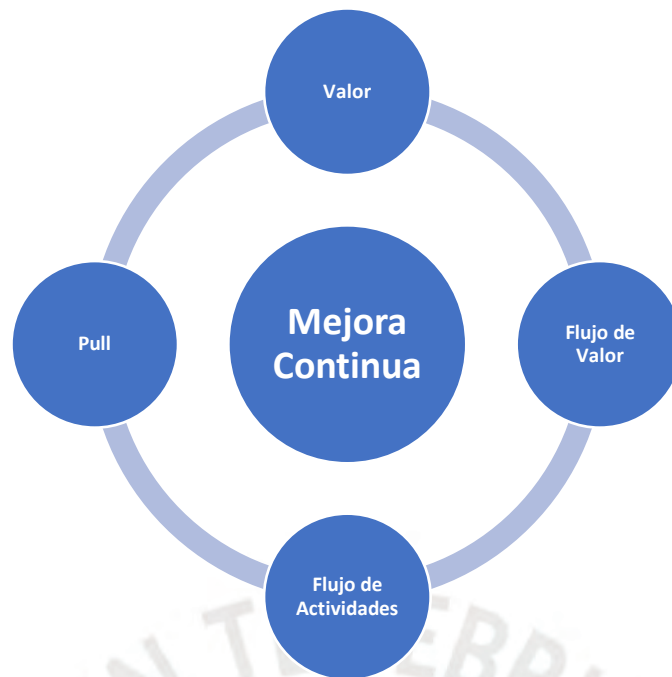 Valor
Mejora
Continua
Pull
Flujo de
Valor
Flujo de
Actividades